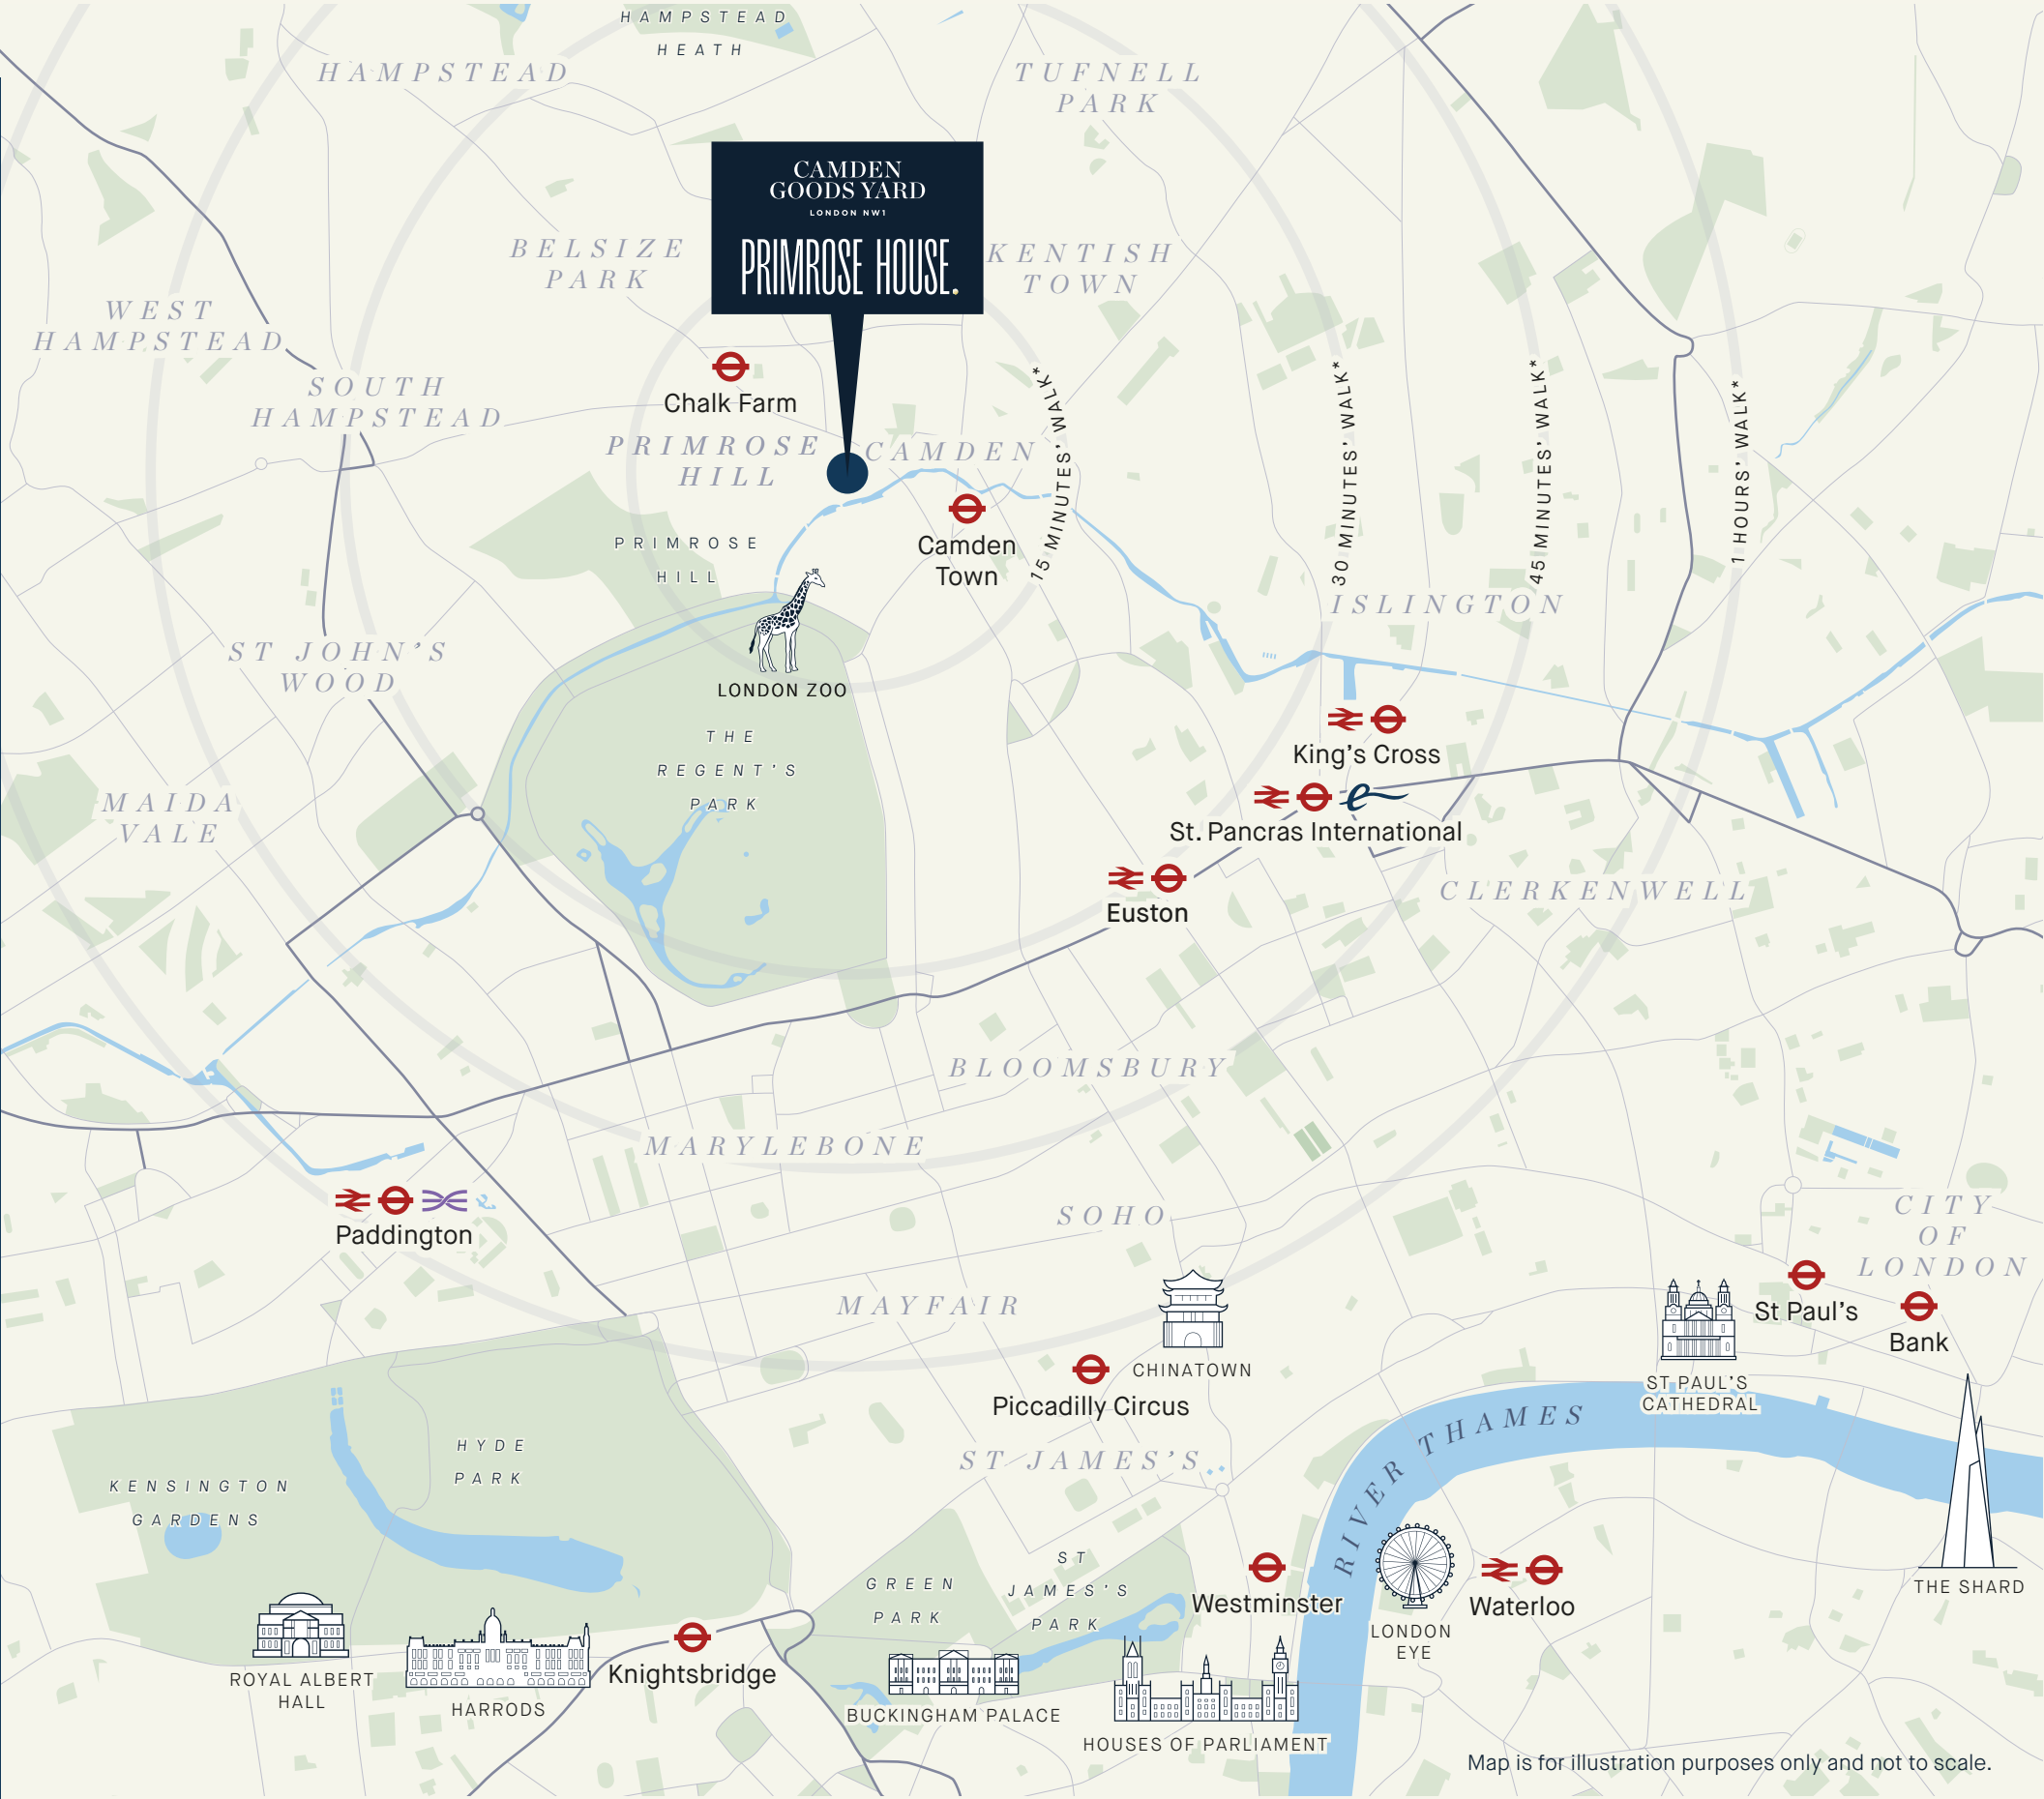 HAMPSTEAD
HEATH
HAMPSTEAD
TUFNELL
PARK
CAMDEN
GOODS YARD
LONDON NW1
PRIMROSE HOUSE.
BELSIZE
PARK
KENTISH
TOWN
WEST
HAMPSTEAD
SOUTH
HAMPSTEAD
Chalk Farm
PRIMROSE
HILL
CAMDEN
15 MINUTES' WALK*
30 MINUTES' WALK*
45 MINUTES' WALK*
1 HOURS' WALK*
PRIMROSE
HILL
Camden
Town
ISLINGTON
ST JOHN'S
WOOD
LONDON ZOO
THE
REGENT'S
PARK
King's Cross
St. Pancras International
MAIDA
VALE
Euston
CLERKENWELL
BLOOMSBURY
MARYLEBONE
Paddington
SOHO
CITY
OF
LONDON
St Paul's
Bank
MAYFAIR
CHINATOWN
Piccadilly Circus
ST PAUL'S
CATHEDRAL
RIVER THAMES
ST JAMES'S
HYDE
PARK
KENSINGTON
GARDENS
GREEN
PARK
ST
JAMES'S
PARK
Westminster
LONDON
EYE
Waterloo
THE SHARD
ROYAL ALBERT
HALL
HARRODS
Knightsbridge
BUCKINGHAM PALACE
HOUSES OF PARLIAMENT
Map is for illustration purposes only and not to scale.